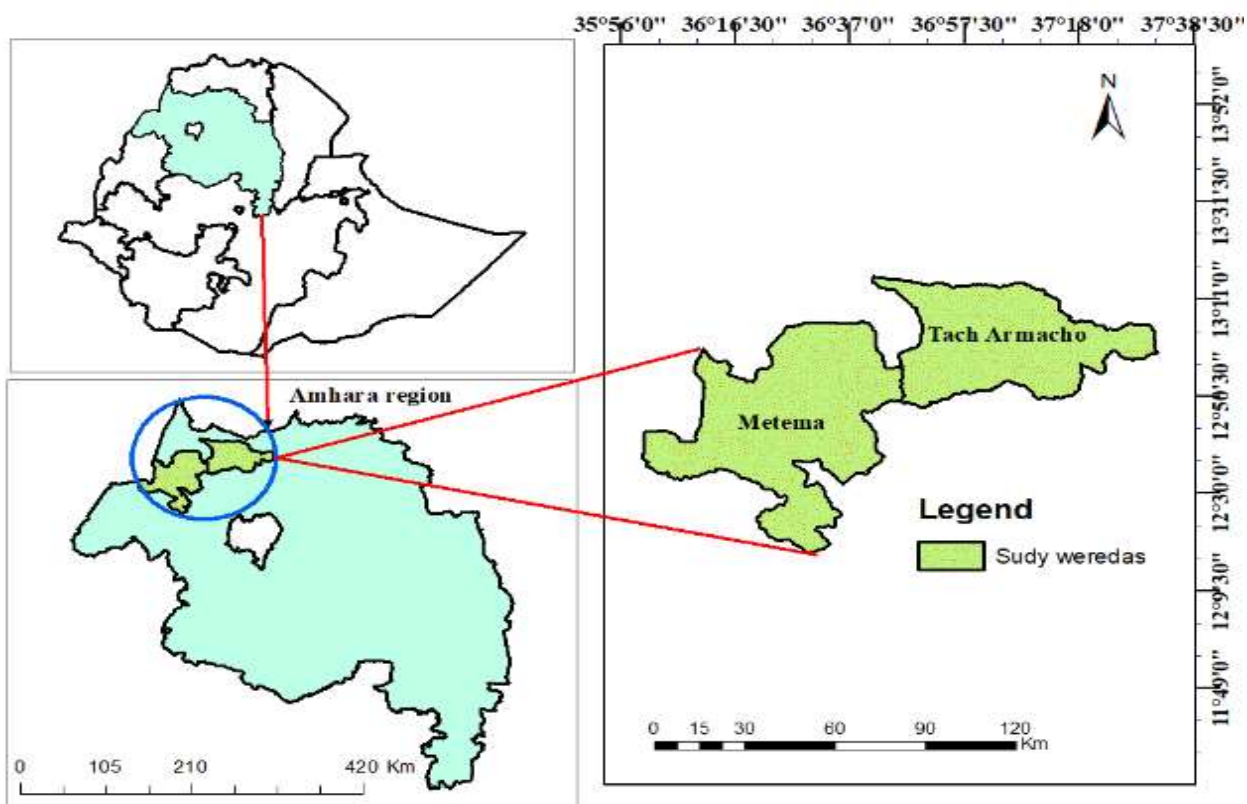 35°56'0" 36°16'30" 36°37'0" 36°57'30" 37°18'0" 37°38'30"
N
13°52'0"
13°31'30"
13°11'0"
12°50'30"
12°30'0"
12°9'30"
11°49'0"
Tach Armacho
Metema
Amhara region
Legend
Sudy weredas
0 15 30 60 90 120
Km
0 105 210 420 Km